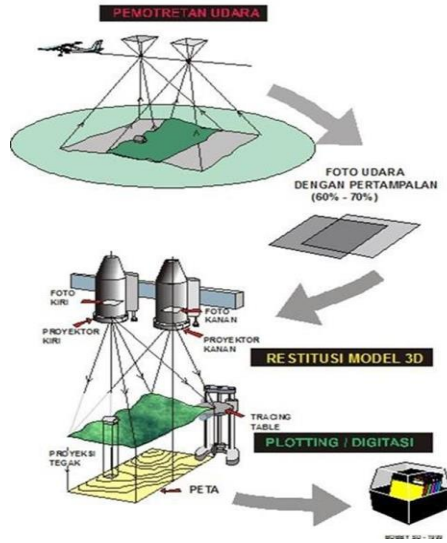 PEMOTRETAN UDARA
FOTO UDARA
DENGAN PERTAMPALAN
(60% - 70%)
FOTO
KIRI
FOTO
KANAN
PROYEKTOR
KIRI
PROYEKTOR
KANAN
RESTITUSI MODEL 3D
TRACING
TABLE
PLOTTING / DIGITASI
PROYEKSI
TEGAK
PETA